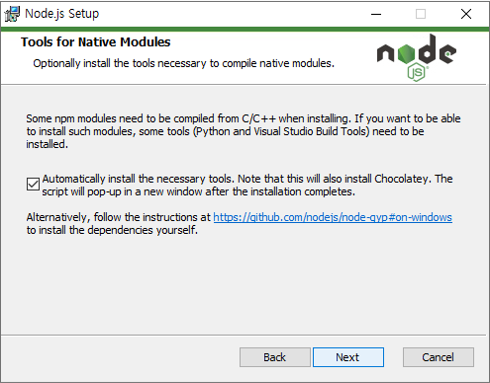 Node.js Setup
Tools for Native Modules
Optionally install the tools necessary to compile native modules.
node
JS
Some npm modules need to be compiled from C/C++ when installing. If you want to be able
to install such modules, some tools (Python and Visual Studio Build Tools) need to be
installed.
Automatically install the necessary tools. Note that this will also install Chocolatey. The
script will pop-up in a new window after the installation completes.
Alternatively, follow the instructions at https://github.com/nodejs/node-gyp#on-windows
to install the dependencies yourself.
Back Next Cancel